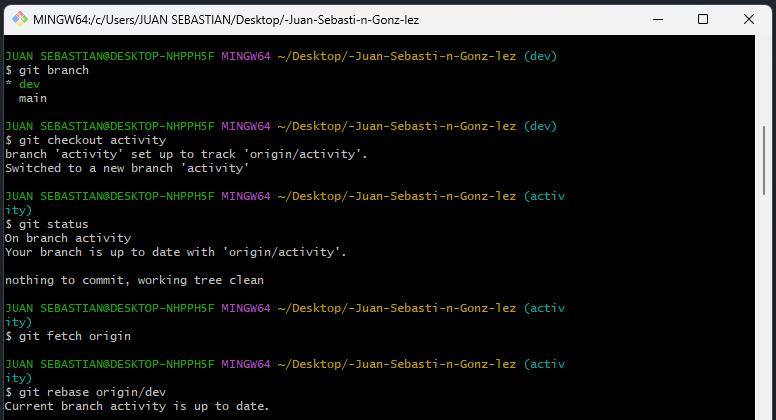 MINGW64:/c/Users/JUAN SEBASTIAN/Desktop/-Juan-Sebasti-n-Gonz-lez
JUAN SEBASTIAN@DESKTOP-NHPPH5F MINGW64 ~/Desktop/-Juan-Sebasti-n-Gonz-lez (dev)
$ git branch
* dev
  main
JUAN SEBASTIAN@DESKTOP-NHPPH5F MINGW64 ~/Desktop/-Juan-Sebasti-n-Gonz-lez (dev)
$ git checkout activity
branch 'activity' set up to track 'origin/activity'.
Switched to a new branch 'activity'
JUAN SEBASTIAN@DESKTOP-NHPPH5F MINGW64 ~/Desktop/-Juan-Sebasti-n-Gonz-lez (activ
ity)
$ git status
On branch activity
Your branch is up to date with 'origin/activity'.
nothing to commit, working tree clean
JUAN SEBASTIAN@DESKTOP-NHPPH5F MINGW64 ~/Desktop/-Juan-Sebasti-n-Gonz-lez (activ
ity)
$ git fetch origin
JUAN SEBASTIAN@DESKTOP-NHPPH5F MINGW64 ~/Desktop/-Juan-Sebasti-n-Gonz-lez (activ
ity)
$ git rebase origin/dev
Current branch activity is up to date.